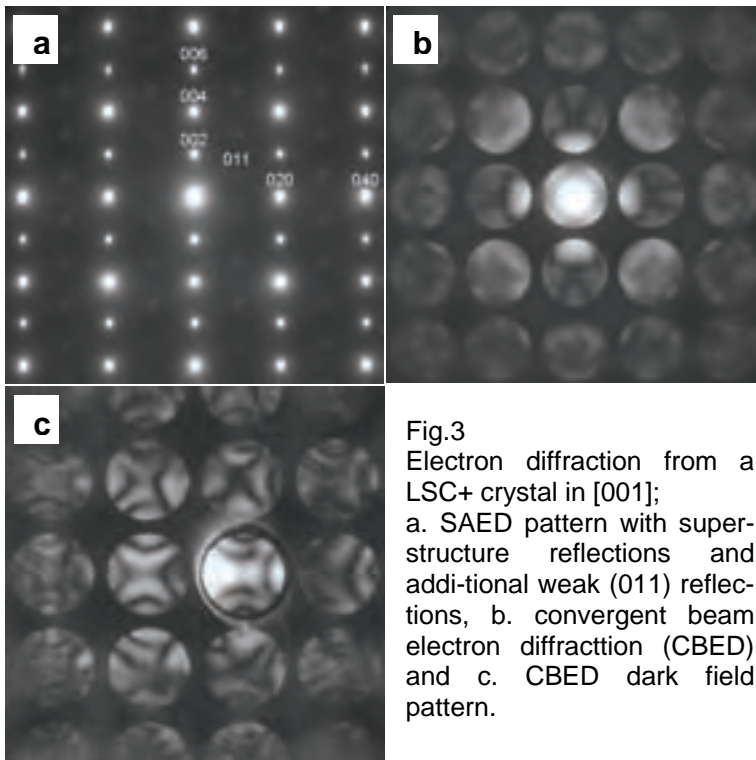 a
006
004
002
011
020
040
b
c
Fig.3
Electron diffraction from a
LSC+ crystal in [001];
a. SAED pattern with super-
structure reflections and
addi-tional weak (011) reflec-
tions, b. convergent beam
electron diffracttion (CBED)
and c. CBED dark field
pattern.